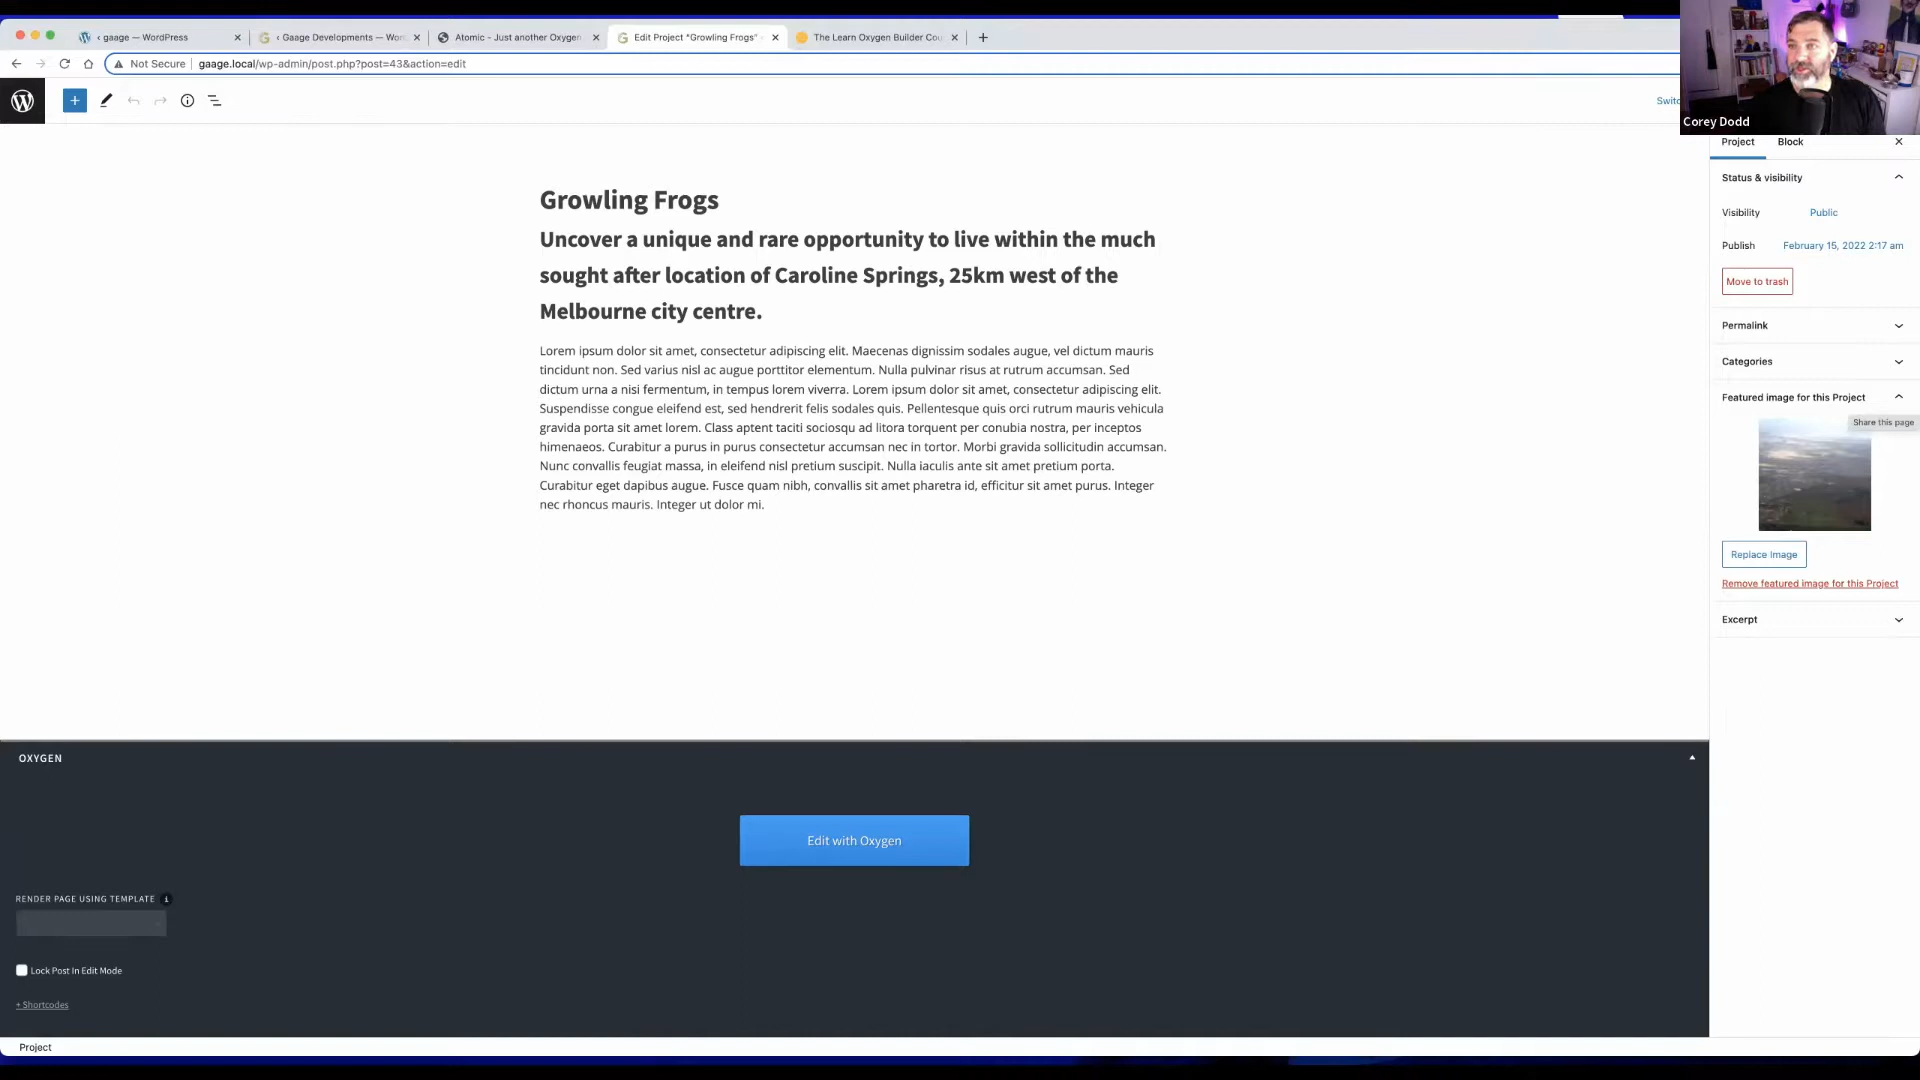 ‹ gaage — WordPress
‹ Gaage Developments — Wor
Atomic - Just another Oxygen
Edit Project "Growling Frogs"
The Learn Oxygen Builder Cou
Not Secure
gaage.local/wp-admin/post.php?post=43&action=edit
Switc
Corey Dodd
Project
Block
Growling Frogs
Uncover a unique and rare opportunity to live within the much
sought after location of Caroline Springs, 25km west of the
Melbourne city centre.
Lorem ipsum dolor sit amet, consectetur adipiscing elit. Maecenas dignissim sodales augue, vel dictum mauris
tincidunt non. Sed varius nisl ac augue porttitor elementum. Nulla pulvinar risus at rutrum accumsan. Sed
dictum urna a nisi fermentum, in tempus lorem viverra. Lorem ipsum dolor sit amet, consectetur adipiscing elit.
Suspendisse congue eleifend est, sed hendrerit felis sodales quis. Pellentesque quis orci rutrum mauris vehicula
gravida porta sit amet lorem. Class aptent taciti sociosqu ad litora torquent per conubia nostra, per inceptos
himenaeos. Curabitur a purus in purus consectetur accumsan nec in tortor. Morbi gravida sollicitudin accumsan.
Nunc convallis feugiat massa, in eleifend nisl pretium suscipit. Nulla iaculis ante sit amet pretium porta.
Curabitur eget dapibus augue. Fusce quam nibh, convallis sit amet pharetra id, efficitur sit amet purus. Integer
nec rhoncus mauris. Integer ut dolor mi.
Status & visibility
Visibility
Public
Publish
February 15, 2022 2:17 am
Move to trash
Permalink
Categories
Featured image for this Project
Share this page
Replace Image
Remove featured image for this Project
Excerpt
OXYGEN
Edit with Oxygen
RENDER PAGE USING TEMPLATE
Lock Post In Edit Mode
+ Shortcodes
Project